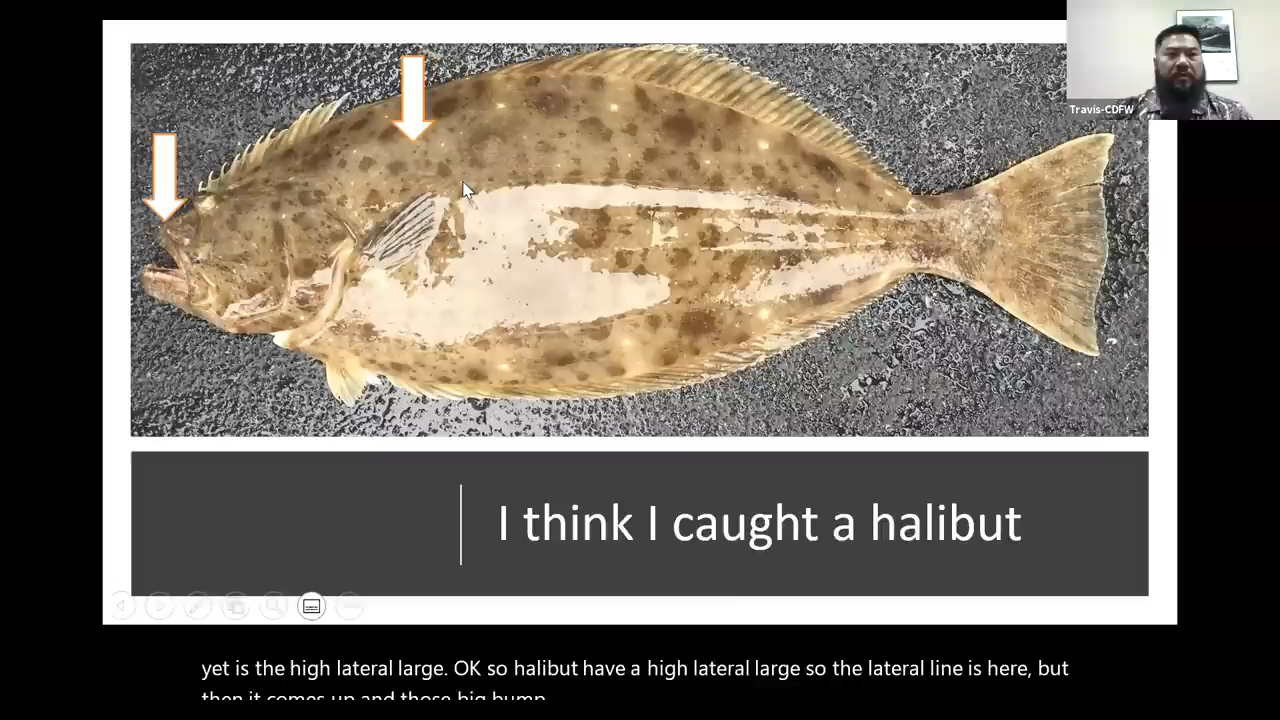 Travis-CDFW
I think I caught a halibut
yet is the high lateral large. OK so halibut have a high lateral large so the lateral line is here, but
then it comes up and those big bump